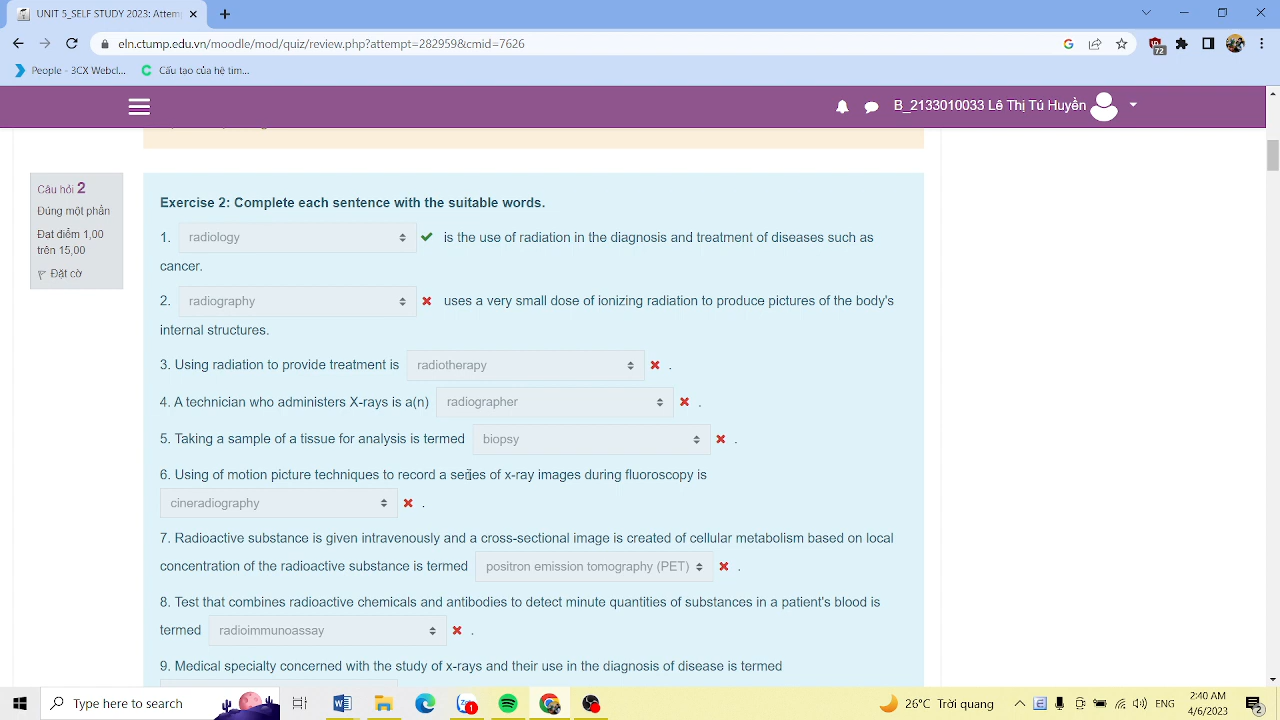 UNIT 5_SELF STUDY 2023: Attem
eln.ctump.edu.vn/moodle/mod/quiz/review.php?attempt=282959&cmid=7626
72
People - 3CX Webcl...
Cấu tạo của hệ tim...
B_2133010033 Lê Thị Tú Huyền
Câu hỏi 2
Đúng một phần
Đạt điểm 1,00
trên 15,00
Đặt cờ
Exercise 2: Complete each sentence with the suitable words.
1. radiology is the use of radiation in the diagnosis and treatment of diseases such as
cancer.
2. radiography uses a very small dose of ionizing radiation to produce pictures of the body's
internal structures.
3. Using radiation to provide treatment is radiotherapy .
4. A technician who administers X-rays is a(n) radiographer .
5. Taking a sample of a tissue for analysis is termed biopsy .
6. Using of motion picture techniques to record a series of x-ray images during fluoroscopy is
cineradiography .
7. Radioactive substance is given intravenously and a cross-sectional image is created of cellular metabolism based on local
concentration of the radioactive substance is termed positron emission tomography (PET) .
8. Test that combines radioactive chemicals and antibodies to detect minute quantities of substances in a patient's blood is
termed radioimmunoassay .
9. Medical specialty concerned with the study of x-rays and their use in the diagnosis of disease is termed
Type here to search
1
26°C Trời quang
ENG
2:40 AM
4/6/2023
2